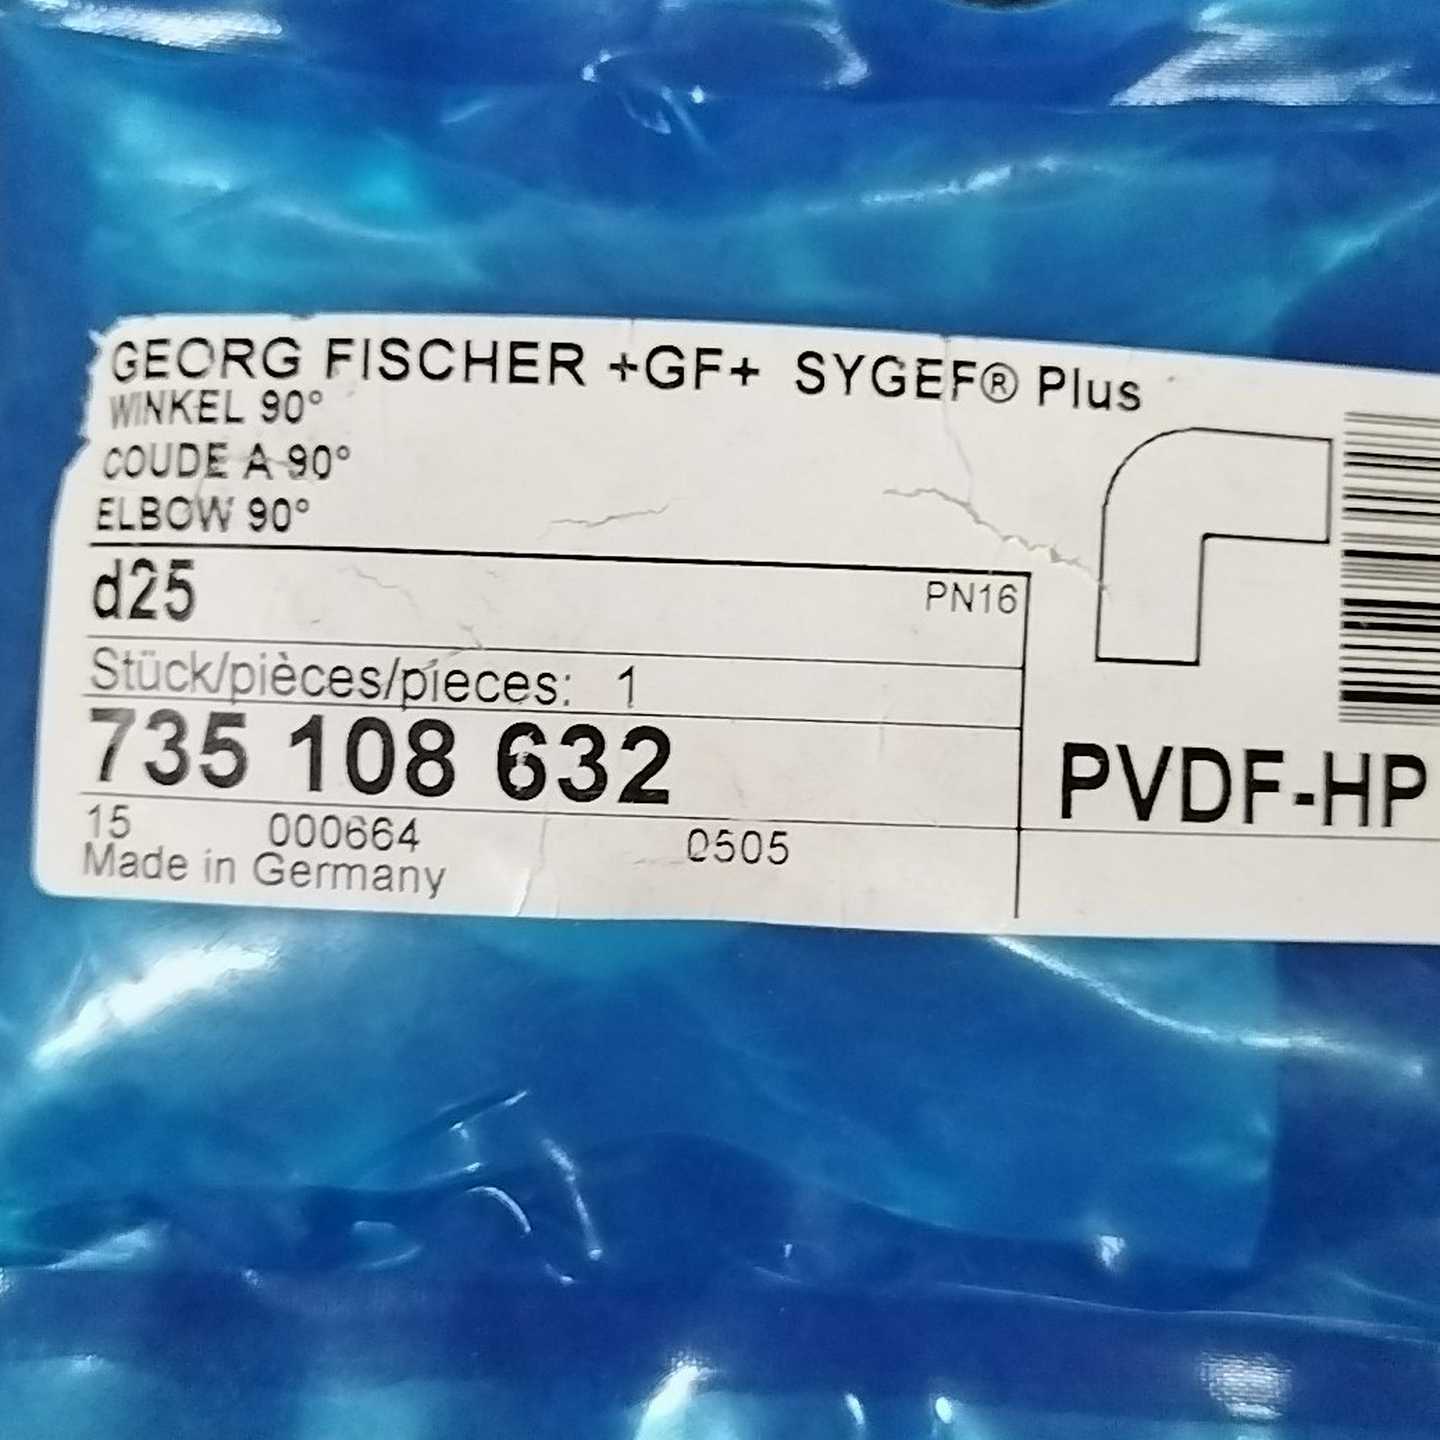 GEORG FISCHER +GF+ SYGEF® Plus
WINKEL 90°
COUDE A 90°
ELBOW 90°
d25
PN16
Stück/pièces/pieces: 1
735 108 632
PVDF-HP
15 000664 0505
Made in Germany